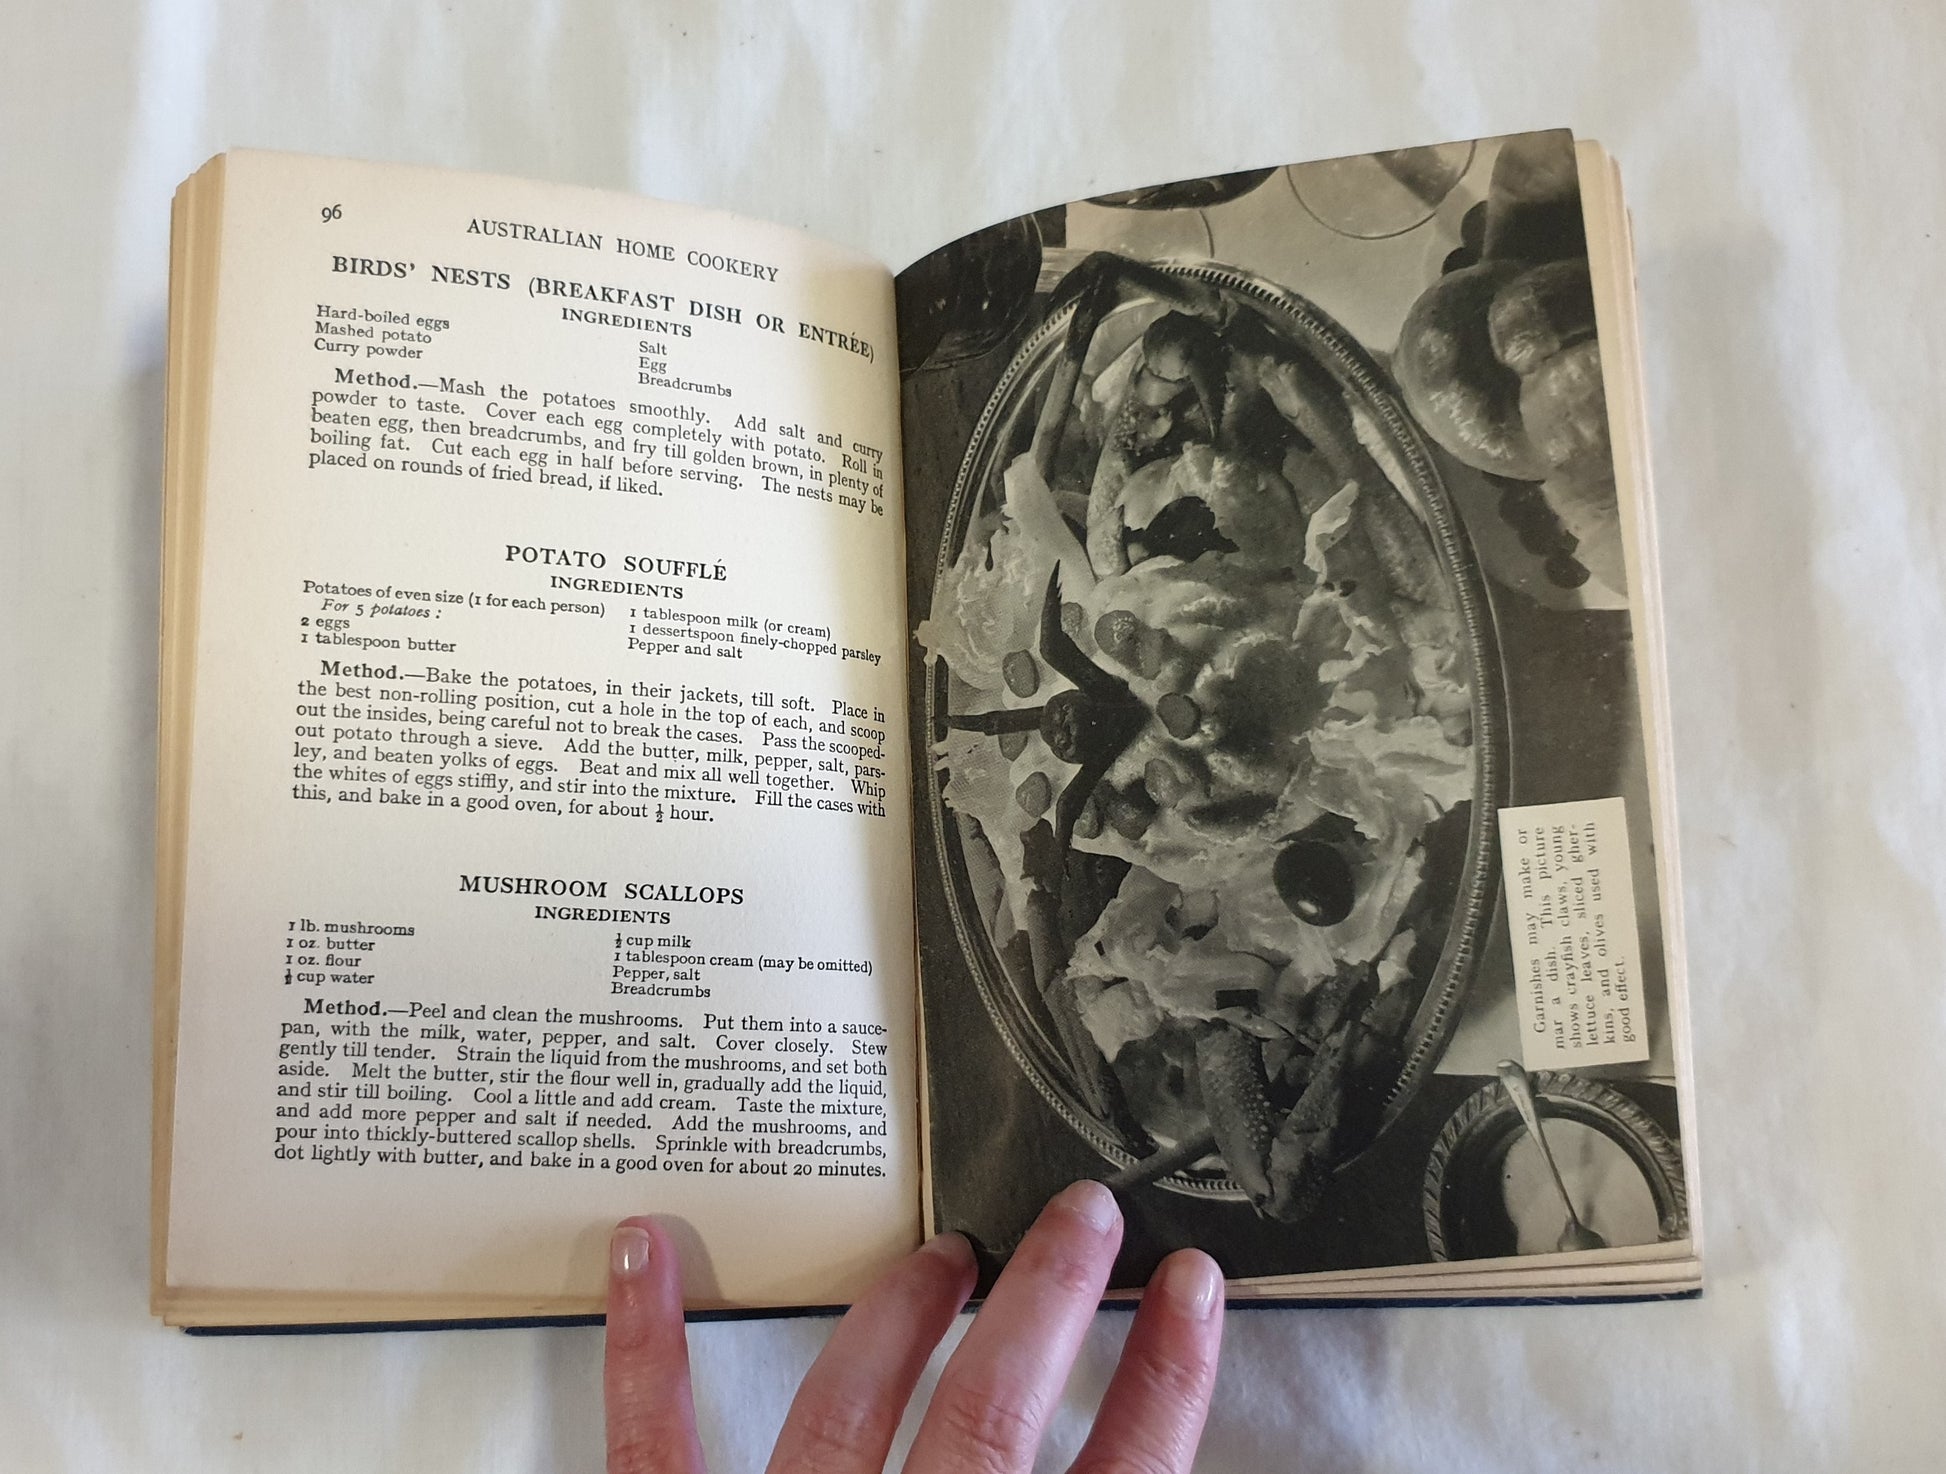 96
AUSTRALIAN HOME COOKERY
BIRDS' NESTS (BREAKFAST DISH OR ENTRÉE)
INGREDIENTS
Hard-boiled eggs
Mashed potato
Curry powder
Salt
Egg
Breadcrumbs
Method.—Mash the potatoes smoothly. Add salt and curry
powder to taste. Cover each egg completely with potato. Roll in
beaten egg, then breadcrumbs, and fry till golden brown, in plenty of
boiling fat. Cut each egg in half before serving. The nests may be
placed on rounds of fried bread, if liked.
POTATO SOUFFLÉ
INGREDIENTS
Potatoes of even size (1 for each person)
For 5 potatoes:
2 eggs
1 tablespoon butter
1 tablespoon milk (or cream)
1 dessertspoon finely-chopped parsley
Pepper and salt
Method.—Bake the potatoes, in their jackets, till soft. Place in
the best non-rolling position, cut a hole in the top of each, and scoop
out the insides, being careful not to break the cases. Pass the scooped-
out potato through a sieve. Add the butter, milk, pepper, salt, pars-
ley, and beaten yolks of eggs. Beat and mix all well together. Whip
the whites of eggs stiffly, and stir into the mixture. Fill the cases with
this, and bake in a good oven, for about ½ hour.
MUSHROOM SCALLOPS
INGREDIENTS
1 lb. mushrooms
1 oz. butter
1 oz. flour
½ cup water
½ cup milk
1 tablespoon cream (may be omitted)
Pepper, salt
Breadcrumbs
Method.—Peel and clean the mushrooms. Put them into a sauce-
pan, with the milk, water, pepper, and salt. Cover closely. Stew
gently till tender. Strain the liquid from the mushrooms, and set both
aside. Melt the butter, stir the flour well in, gradually add the liquid,
and stir till boiling. Cool a little and add cream. Taste the mixture,
and add more pepper and salt if needed. Add the mushrooms, and
pour into thickly-buttered scallop shells. Sprinkle with breadcrumbs,
dot lightly with butter, and bake in a good oven for about 20 minutes.
Garnishes may make or
mar a dish. This picture
shows crayfish claws, young
lettuce leaves, sliced gher-
kins, and olives used with
good effect.